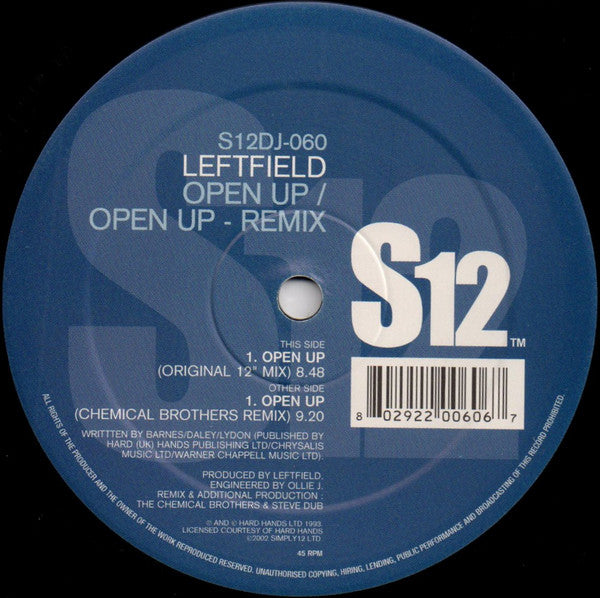 S12DJ-060
LEFTFIELD
OPEN UP /
OPEN UP - REMIX
S12™
THIS SIDE
1. OPEN UP
(ORIGINAL 12" MIX) 8.48
OTHER SIDE
1. OPEN UP
(CHEMICAL BROTHERS REMIX) 9.20
8 02922 00606 7
WRITTTEN BY BARNES/DALEY/LYDON (PUBLISHED BY
HARD (UK) HANDS PUBLISHING LTD/CHRYSALIS
MUSIC LTD/WARNER CHAPPELL MUSIC LTD).
PRODUCED BY LEFTFIELD.
ENGINEERED BY OLLIE J.
REMIX & ADDITIONAL PRODUCTION :
THE CHEMICAL BROTHERS & STEVE DUB
℗ AND © HARD HANDS LTD 1993.
LICENSED COURTESY OF HARD HANDS
©2002 SIMPLY12 LTD
45 RPM
ALL RIGHTS OF THE PRODUCER AND THE OWNER OF THE WORK REPRODUCED RESERVED. UNAUTHORISED COPYING, HIRING, LENDING, PUBLIC PERFORMANCE AND BROADCASTING OF THIS RECORD PROHIBITED.
S12